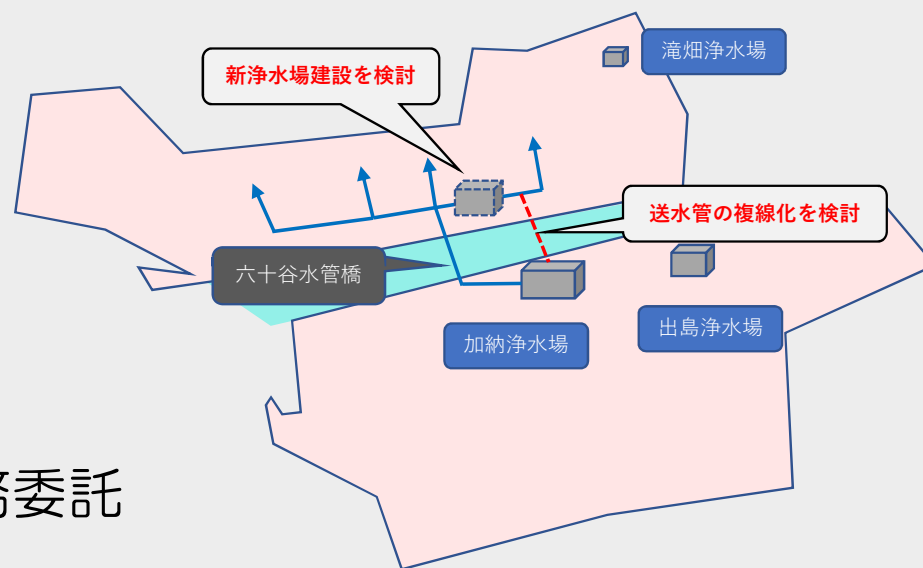 滝畑浄水場
新浄水場建設を検討
送水管の複線化を検討
六十谷水管橋
出島浄水場
加納浄水場
務委託